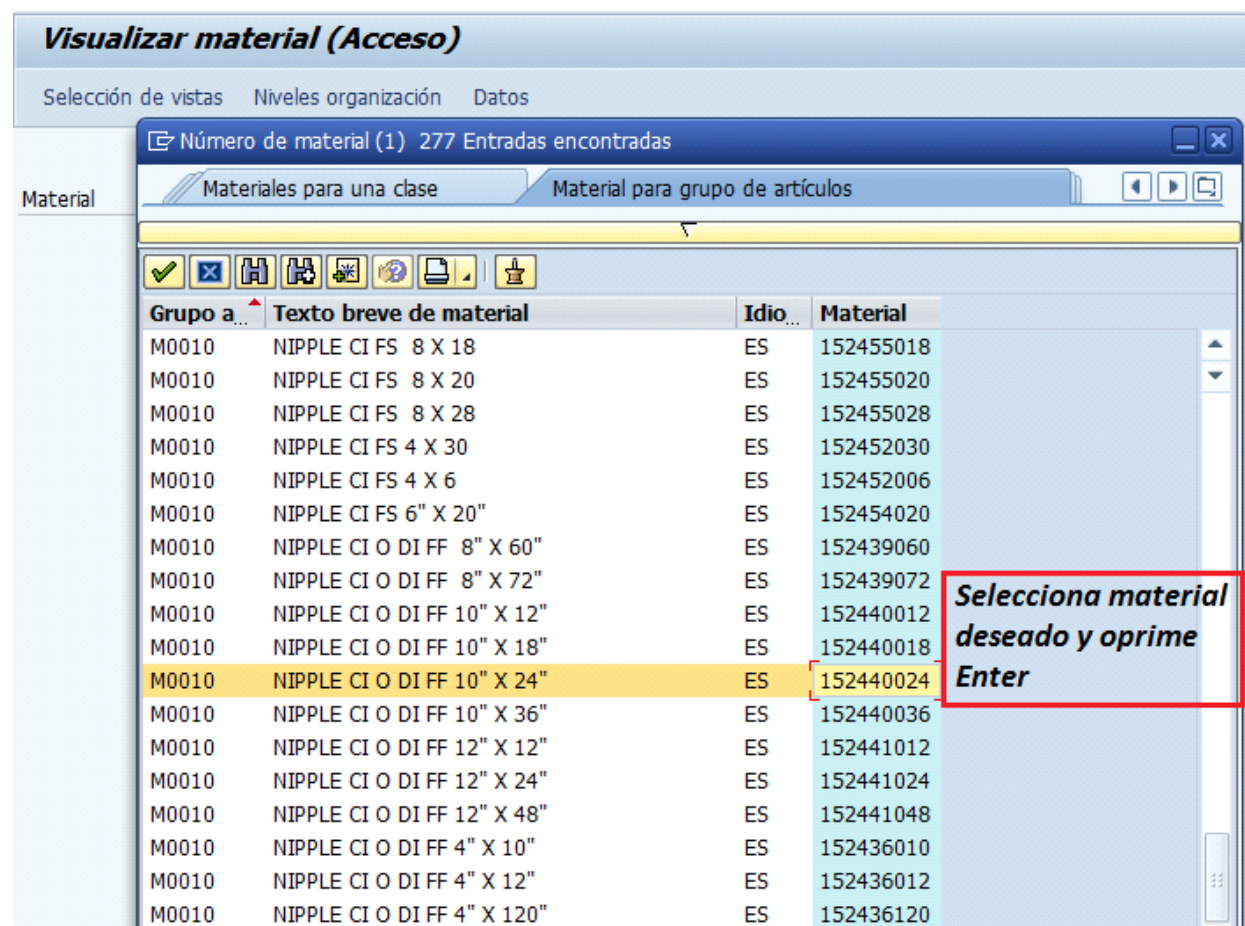 Visualizar material (Acceso)
Selección de vistas Niveles organización Datos
Número de material (1) 277 Entradas encontradas
Materiales para una clase Material para grupo de artículos
Material
Grupo a... Texto breve de material Idio... Material
M0010 NIPPLE CI FS 8 X 18 ES 152455018
M0010 NIPPLE CI FS 8 X 20 ES 152455020
M0010 NIPPLE CI FS 8 X 28 ES 152455028
M0010 NIPPLE CI FS 4 X 30 ES 152452030
M0010 NIPPLE CI FS 4 X 6 ES 152452006
M0010 NIPPLE CI FS 6" X 20" ES 152454020
M0010 NIPPLE CI O DI FF 8" X 60" ES 152439060
M0010 NIPPLE CI O DI FF 8" X 72" ES 152439072
M0010 NIPPLE CI O DI FF 10" X 12" ES 152440012
M0010 NIPPLE CI O DI FF 10" X 18" ES 152440018
M0010 NIPPLE CI O DI FF 10" X 24" ES 152440024
M0010 NIPPLE CI O DI FF 10" X 36" ES 152440036
M0010 NIPPLE CI O DI FF 12" X 12" ES 152441012
M0010 NIPPLE CI O DI FF 12" X 24" ES 152441024
M0010 NIPPLE CI O DI FF 12" X 48" ES 152441048
M0010 NIPPLE CI O DI FF 4" X 10" ES 152436010
M0010 NIPPLE CI O DI FF 4" X 12" ES 152436012
M0010 NIPPLE CI O DI FF 4" X 120" ES 152436120
Selecciona material
deseado y oprime
Enter